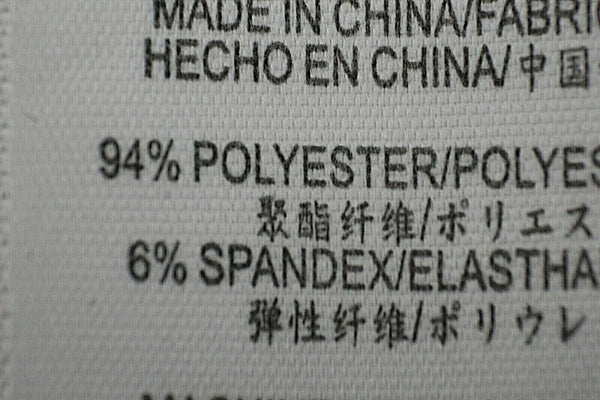 MADE IN CHINA/FABRI
HECHO EN CHINA/中国
94% POLYESTER/POLYES
聚酯纤维/ポリエス
6% SPANDEX/ELASTHA
弹性纤维/ポリウレ